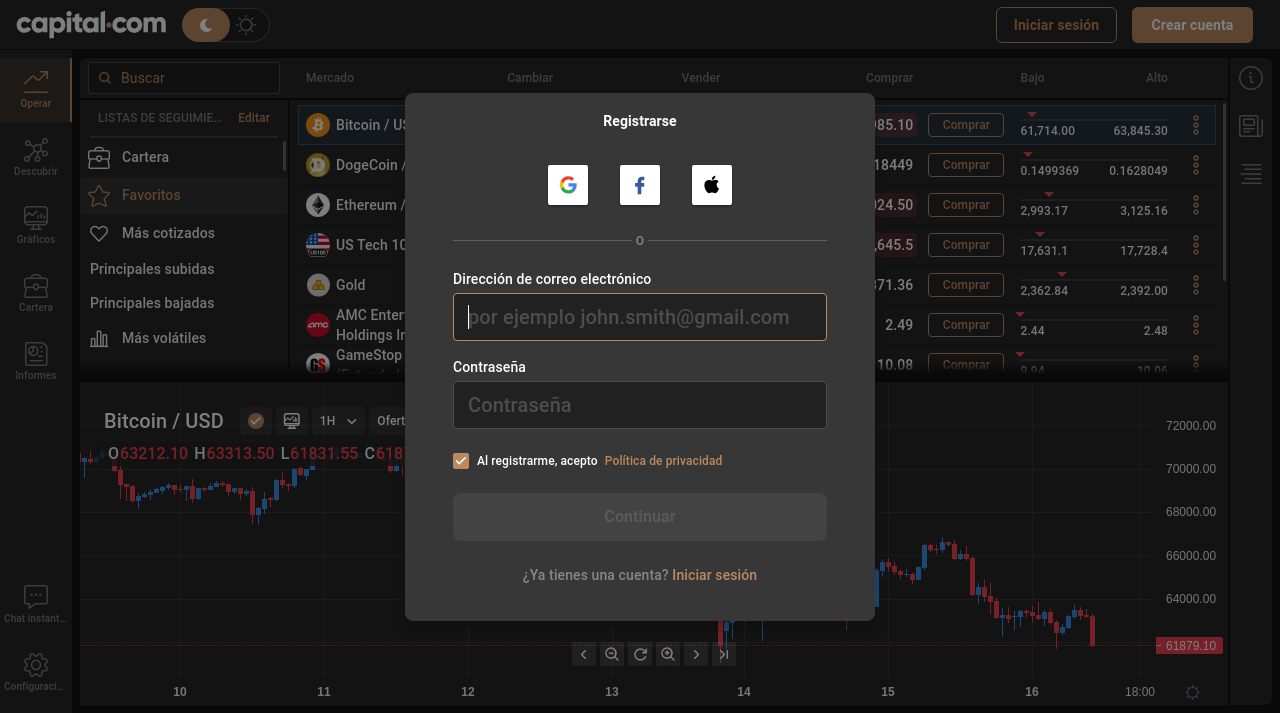 capital.com
Iniciar sesión
Crear cuenta
Operar
Descubrir
Gráficos
Cartera
Informes
Chat instant...
Configuraci...
Buscar
LISTAS DE SEGUIMIE...
Editar
Cartera
Favoritos
Más cotizados
Principales subidas
Principales bajadas
Más volátiles
Mercado Cambiar Vender Comprar Bajo Alto
Bitcoin / US 985.10 Comprar 61,714.00 63,845.30
DogeCoin / 18449 Comprar 0.1499369 0.1628049
Ethereum / 024.50 Comprar 2,993.17 3,125.16
US Tech 10 ,645.5 Comprar 17,631.1 17,728.4
Gold 371.36 Comprar 2,362.84 2,392.00
AMC Enter
Holdings In
2.49 Comprar 2.44 2.48
GameStop
10.08 Comprar 9.94 10.06
Registrarse
O
Dirección de correo electrónico
por ejemplo john.smith@gmail.com
Contraseña
Contraseña
Al registrarme, acepto Política de privacidad
Continuar
¿Ya tienes una cuenta? Iniciar sesión
Bitcoin / USD
1H
Ofert
O63212.10 H63313.50 L61831.55 C6187
72000.00
70000.00
68000.00
66000.00
64000.00
61879.10
10 11 12 13 14 15 16 18:00